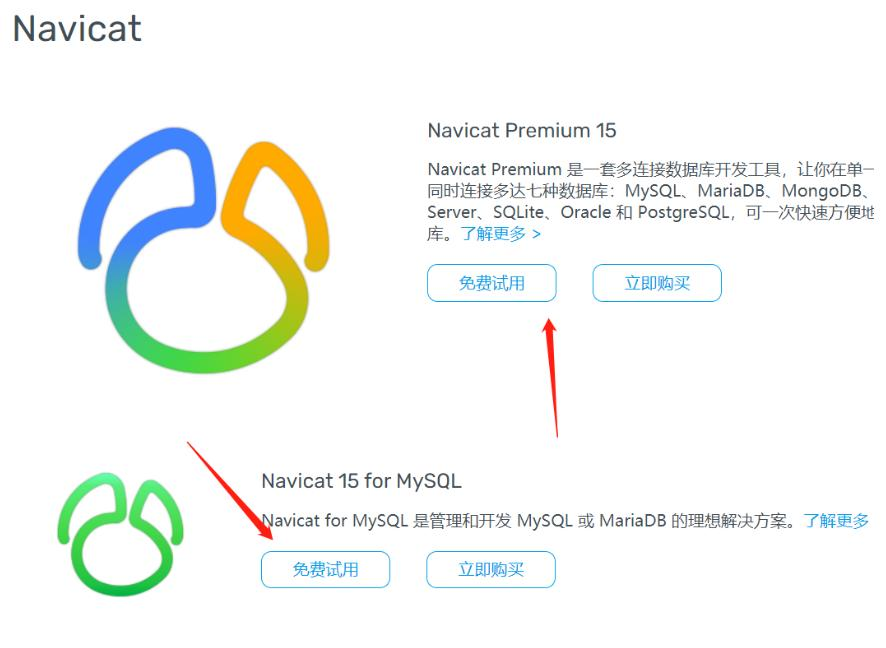 Navicat
Navicat Premium 15
Navicat Premium 是一套多连接数据库开发工具，让你在单一
同时连接多达七种数据库：MySQL、MariaDB、MongoDB、
Server、SQLite、Oracle 和 PostgreSQL，可一次快速方便地
库。了解更多 >
免费试用 立即购买
Navicat 15 for MySQL
Navicat for MySQL 是管理和开发 MySQL 或 MariaDB 的理想解决方案。了解更多
免费试用 立即购买